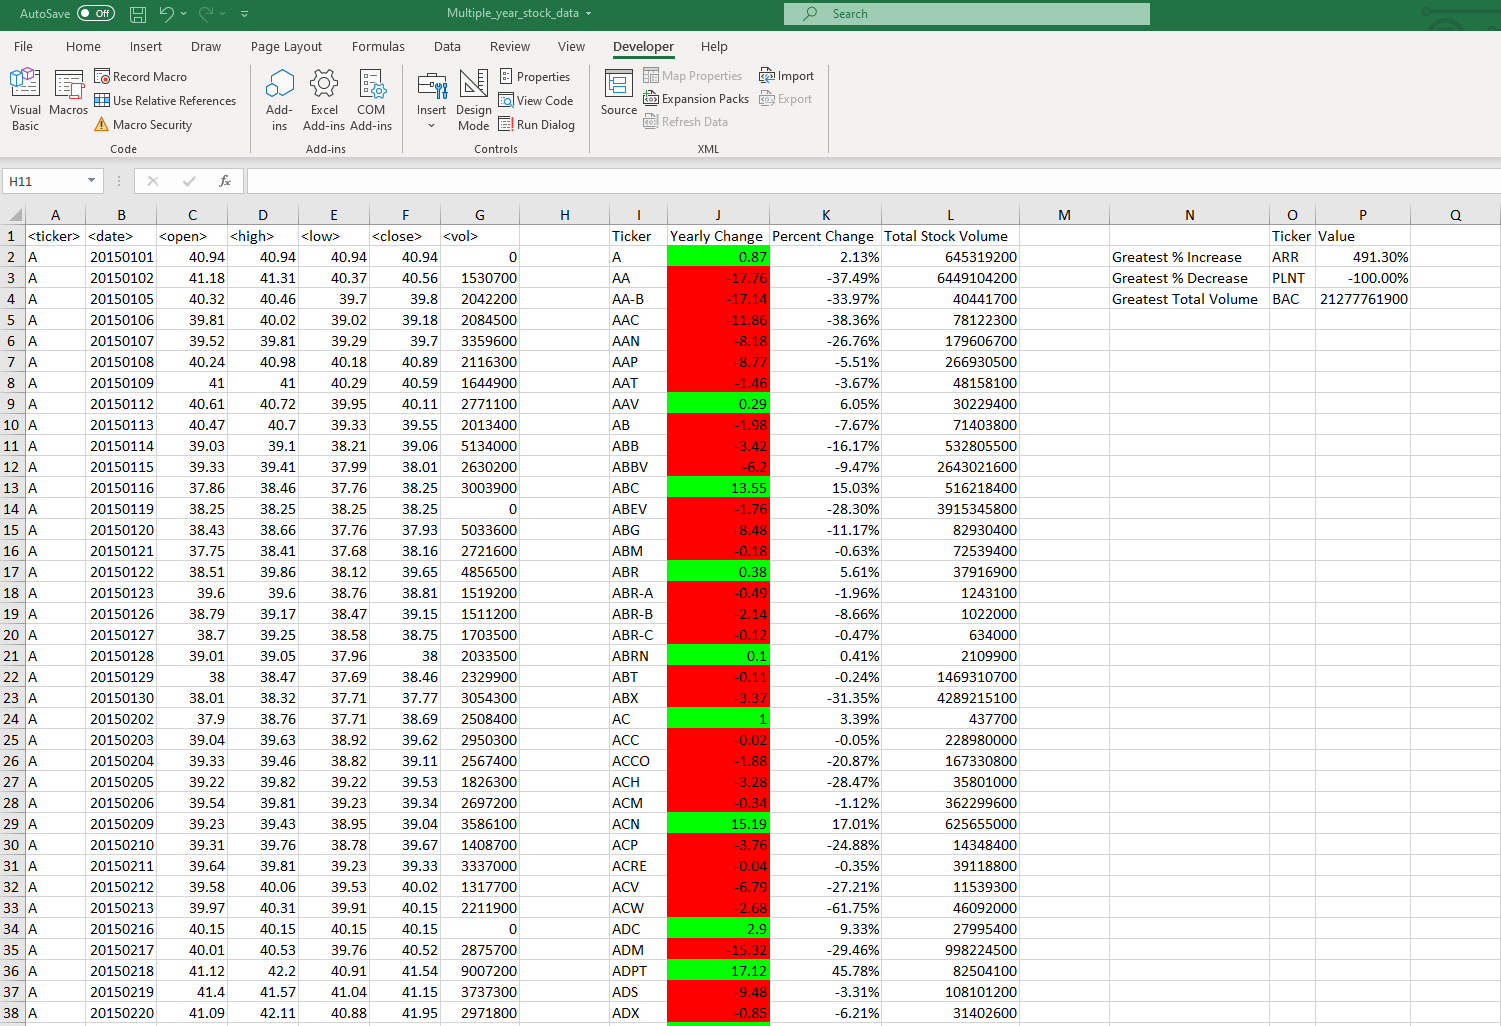 AutoSave Off Multiple_year_stock_data Search
File Home Insert Draw Page Layout Formulas Data Review View Developer Help
Visual Basic Macros Record Macro Use Relative References Macro Security Code
Add-ins Excel Add-ins COM Add-ins Add-ins
Insert Design Mode Properties View Code Run Dialog Controls
Source Map Properties Expansion Packs Refresh Data Import Export XML
H11 fx
A B C D E F G H I J K L M N O P Q
1 <ticker> <date> <open> <high> <low> <close> <vol> Ticker Yearly Change Percent Change Total Stock Volume Ticker Value
2 A 20150101 40.94 40.94 40.94 40.94 0 A 0.87 2.13% 645319200 Greatest % Increase ARR 491.30%
3 A 20150102 41.18 41.31 40.37 40.56 1530700 AA -17.76 -37.49% 6449104200 Greatest % Decrease PLNT -100.00%
4 A 20150105 40.32 40.46 39.7 39.8 2042200 AA-B -17.14 -33.97% 40441700 Greatest Total Volume BAC 21277761900
5 A 20150106 39.81 40.02 39.02 39.18 2084500 AAC -11.86 -38.36% 78122300
6 A 20150107 39.52 39.81 39.29 39.7 3359600 AAN -8.18 -26.76% 179606700
7 A 20150108 40.24 40.98 40.18 40.89 2116300 AAP -8.77 -5.51% 266930500
8 A 20150109 41 41 40.29 40.59 1644900 AAT -1.46 -3.67% 48158100
9 A 20150112 40.61 40.72 39.95 40.11 2771100 AAV 0.29 6.05% 30229400
10 A 20150113 40.47 40.7 39.33 39.55 2013400 AB -1.98 -7.67% 71403800
11 A 20150114 39.03 39.1 38.21 39.06 5134000 ABB -3.42 -16.17% 532805500
12 A 20150115 39.33 39.41 37.99 38.01 2630200 ABBV -6.2 -9.47% 2643021600
13 A 20150116 37.86 38.46 37.76 38.25 3003900 ABC 13.55 15.03% 516218400
14 A 20150119 38.25 38.25 38.25 38.25 0 ABEV -1.76 -28.30% 3915345800
15 A 20150120 38.43 38.66 37.76 37.93 5033600 ABG -8.48 -11.17% 82930400
16 A 20150121 37.75 38.41 37.68 38.16 2721600 ABM -0.18 -0.63% 72539400
17 A 20150122 38.51 39.86 38.12 39.65 4856500 ABR 0.38 5.61% 37916900
18 A 20150123 39.6 39.6 38.76 38.81 1519200 ABR-A -0.49 -1.96% 1243100
19 A 20150126 38.79 39.17 38.47 39.15 1511200 ABR-B -2.14 -8.66% 1022000
20 A 20150127 38.7 39.25 38.58 38.75 1703500 ABR-C -0.12 -0.47% 634000
21 A 20150128 39.01 39.05 37.96 38 2033500 ABRN 0.1 0.41% 2109900
22 A 20150129 38 38.47 37.69 38.46 2329900 ABT -0.11 -0.24% 1469310700
23 A 20150130 38.01 38.32 37.71 37.77 3054300 ABX -3.37 -31.35% 4289215100
24 A 20150202 37.9 38.76 37.71 38.69 2508400 AC 1 3.39% 437700
25 A 20150203 39.04 39.63 38.92 39.62 2950300 ACC -0.02 -0.05% 228980000
26 A 20150204 39.33 39.46 38.82 39.11 2567400 ACCO -1.88 -20.87% 167330800
27 A 20150205 39.22 39.82 39.22 39.53 1826300 ACH -3.28 -28.47% 35801000
28 A 20150206 39.54 39.81 39.23 39.34 2697200 ACM -0.34 -1.12% 362299600
29 A 20150209 39.23 39.43 38.95 39.04 3586100 ACN 15.19 17.01% 625655000
30 A 20150210 39.31 39.76 38.78 39.67 1408700 ACP -3.76 -24.88% 14348400
31 A 20150211 39.64 39.81 39.23 39.33 3337000 ACRE -0.04 -0.35% 39118800
32 A 20150212 39.58 40.06 39.53 40.02 1317700 ACV -6.79 -27.21% 11539300
33 A 20150213 39.97 40.31 39.91 40.15 2211900 ACW -2.68 -61.75% 46092000
34 A 20150216 40.15 40.15 40.15 40.15 0 ADC 2.9 9.33% 27995400
35 A 20150217 40.01 40.53 39.76 40.52 2875700 ADM -15.32 -29.46% 998224500
36 A 20150218 41.12 42.2 40.91 41.54 9007200 ADPT 17.12 45.78% 82504100
37 A 20150219 41.4 41.57 41.04 41.15 3737300 ADS -9.48 -3.31% 108101200
38 A 20150220 41.09 42.11 40.88 41.95 2971800 ADX -0.85 -6.21% 31402600